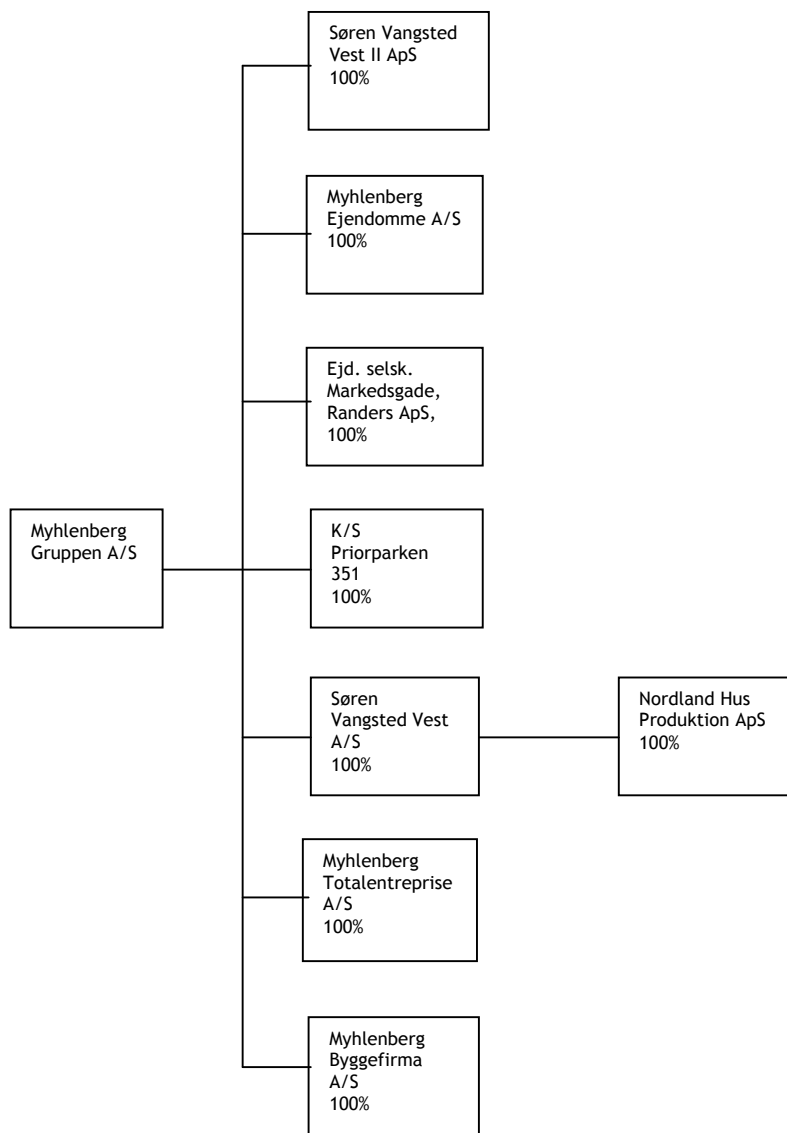 Søren Vangsted
Vest II ApS
100%
Myhlenberg
Ejendomme A/S
100%
Ejd. selsk.
Markedsgade,
Randers ApS,
100%
Myhlenberg
Gruppen A/S
K/S
Priorparken
351
100%
Søren
Vangsted Vest
A/S
100%
Nordland Hus
Produktion ApS
100%
Myhlenberg
Totalentreprise
A/S
100%
Myhlenberg
Byggefirma
A/S
100%